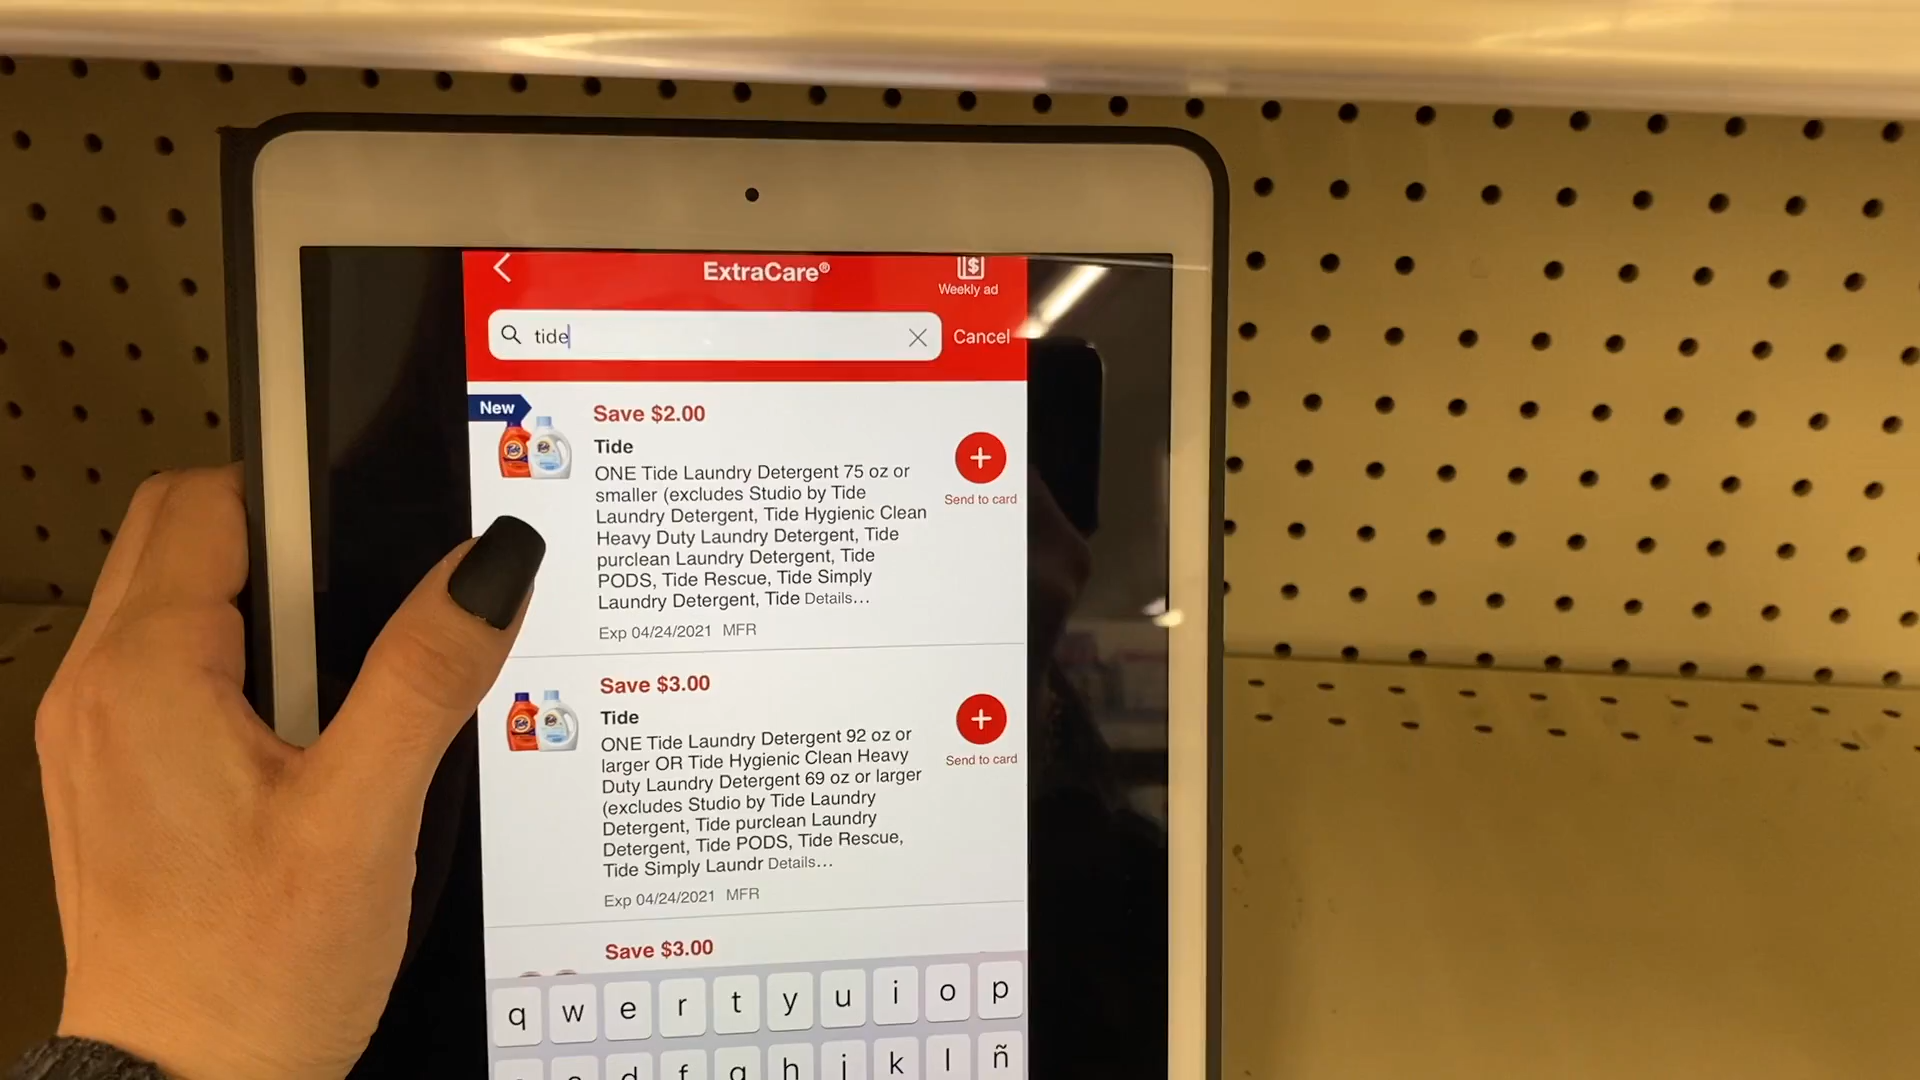 ExtraCare®
Weekly ad
tide
Cancel
New
Save $2.00
Tide
ONE Tide Laundry Detergent 75 oz or
smaller (excludes Studio by Tide
Laundry Detergent, Tide Hygienic Clean
Heavy Duty Laundry Detergent, Tide
purclean Laundry Detergent, Tide
PODS, Tide Rescue, Tide Simply
Laundry Detergent, Tide Details...
Exp 04/24/2021 MFR
Send to card
Save $3.00
Tide
ONE Tide Laundry Detergent 92 oz or
larger OR Tide Hygienic Clean Heavy
Duty Laundry Detergent 69 oz or larger
(excludes Studio by Tide Laundry
Detergent, Tide purclean Laundry
Detergent, Tide PODS, Tide Rescue,
Tide Simply Laundr Details...
Exp 04/24/2021 MFR
Send to card
Save $3.00
q w e r t y u i o p
d f g h j k l ñ